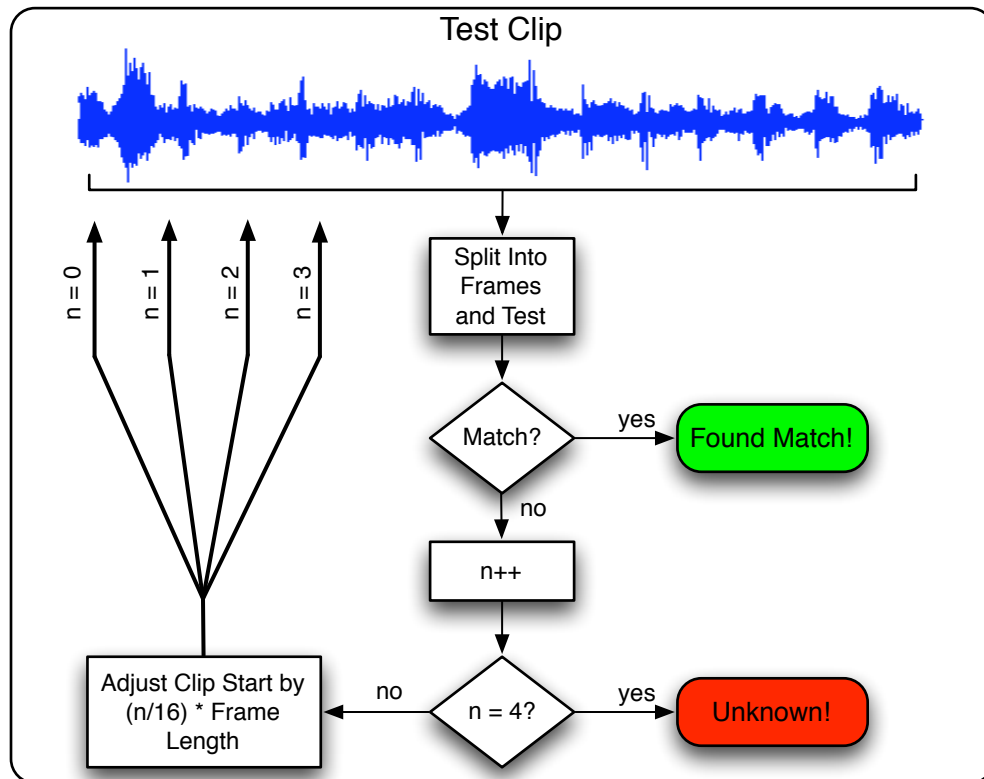 Test Clip
n = 0
n = 1
n = 2
n = 3
Split Into
Frames
and Test
Match?
yes
Found Match!
no
n++
n = 4?
yes
Unknown!
no
Adjust Clip Start by
(n/16) * Frame
Length